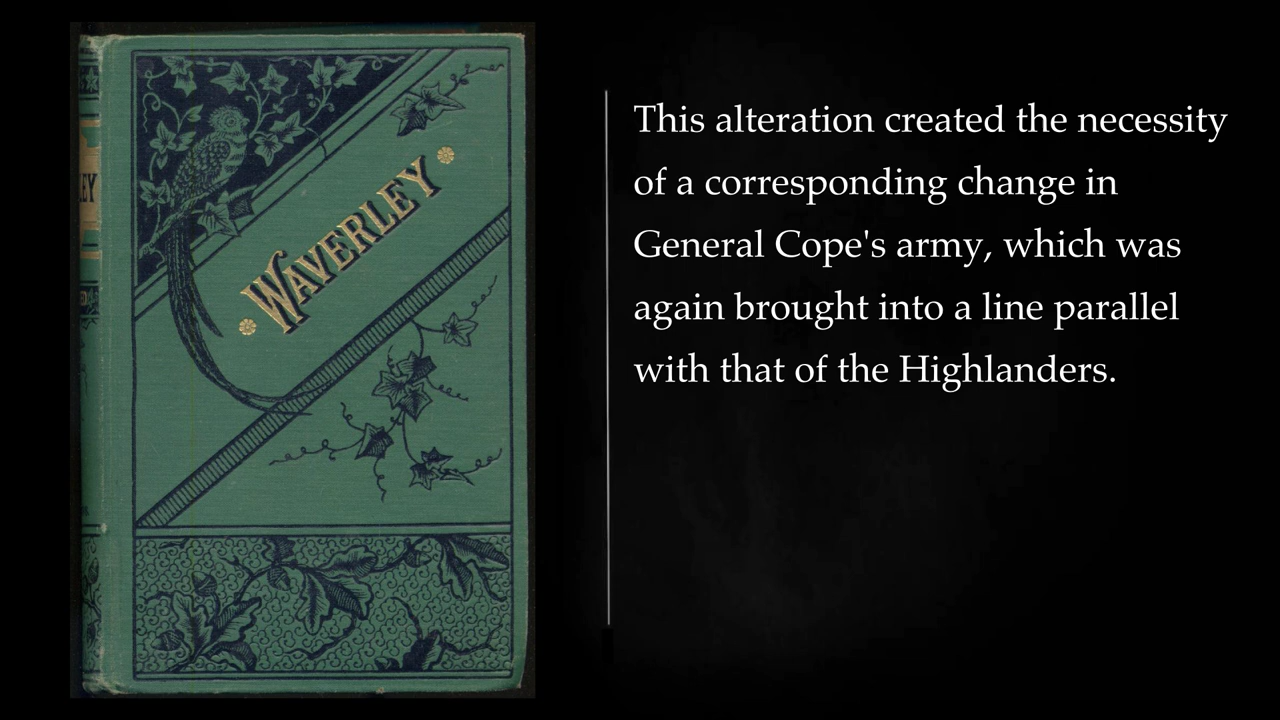 EY
WAVERLEY
This alteration created the necessity
of a corresponding change in
General Cope's army, which was
again brought into a line parallel
with that of the Highlanders.